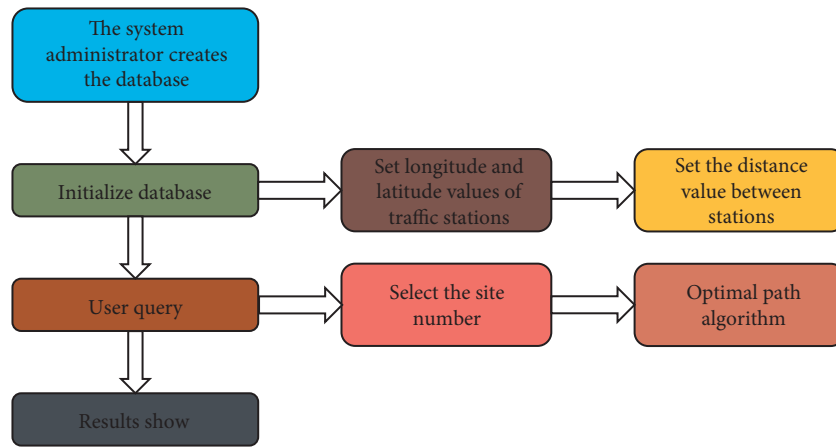 The system
administrator creates
the database
Initialize database
Set longitude and
latitude values of
traffic stations
Set the distance
value between
stations
User query
Select the site
number
Optimal path
algorithm
Results show